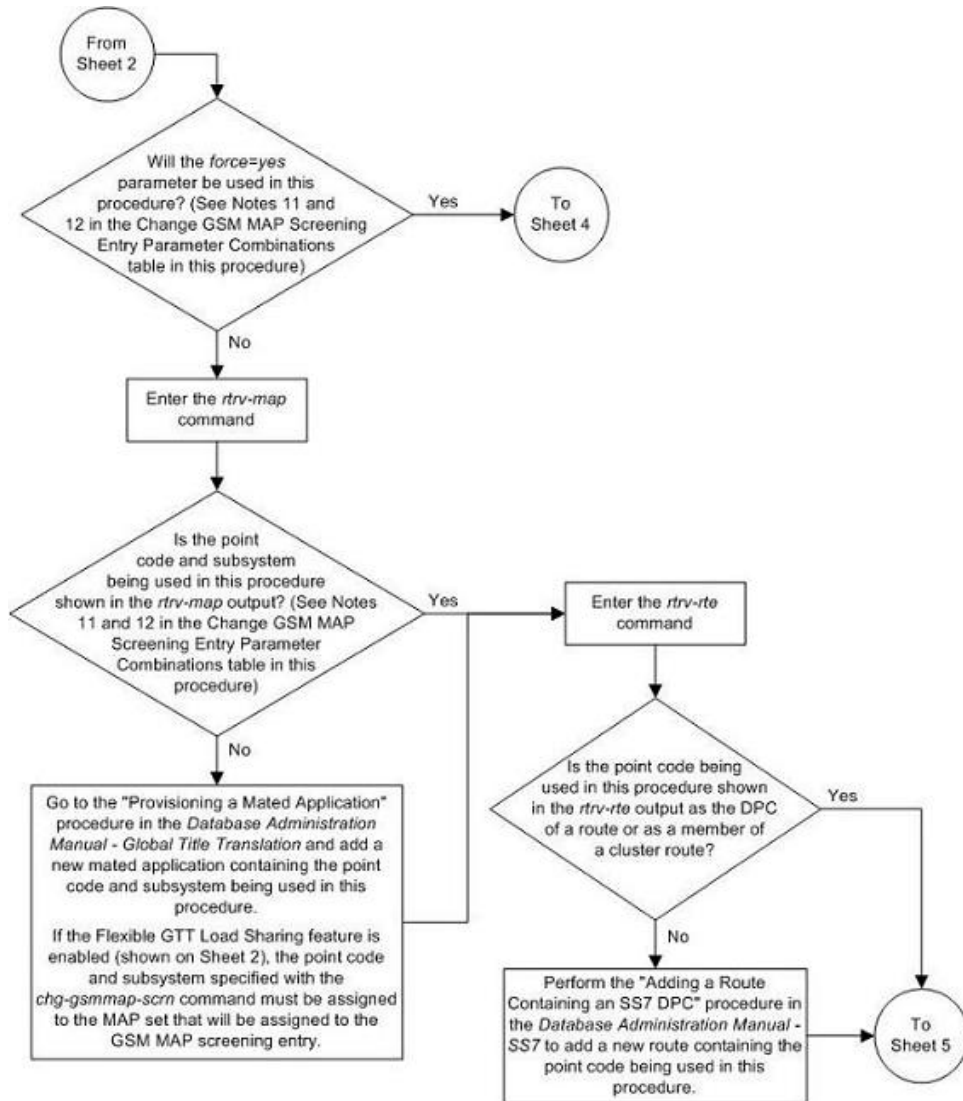 From
Sheet 2
Will the force=yes
parameter be used in this
procedure? (See Notes 11 and
12 in the Change GSM MAP Screening
Entry Parameter Combinations
table in this procedure)
Yes
To
Sheet 4
No
Enter the rtrv-map
command
Is the point
code and subsystem
being used in this procedure
shown in the rtrv-map output? (See Notes
11 and 12 in the Change GSM MAP
Screening Entry Parameter
Combinations table in this
procedure)
Yes
No
Go to the "Provisioning a Mated Application"
procedure in the Database Administration
Manual - Global Title Translation and add a
new mated application containing the point
code and subsystem being used in this
procedure.
If the Flexible GTT Load Sharing feature is
enabled (shown on Sheet 2), the point code
and subsystem specified with the
chg-gsmmap-scrn command must be assigned
to the MAP set that will be assigned to the
GSM MAP screening entry.
Enter the rtrv-rte
command
Is the point code being
used in this procedure shown
in the rtrv-rte output as the DPC
of a route or as a member of
a cluster route?
Yes
No
Perform the "Adding a Route
Containing an SS7 DPC" procedure in
the Database Administration Manual -
SS7 to add a new route containing the
point code being used in this
procedure.
To
Sheet 5